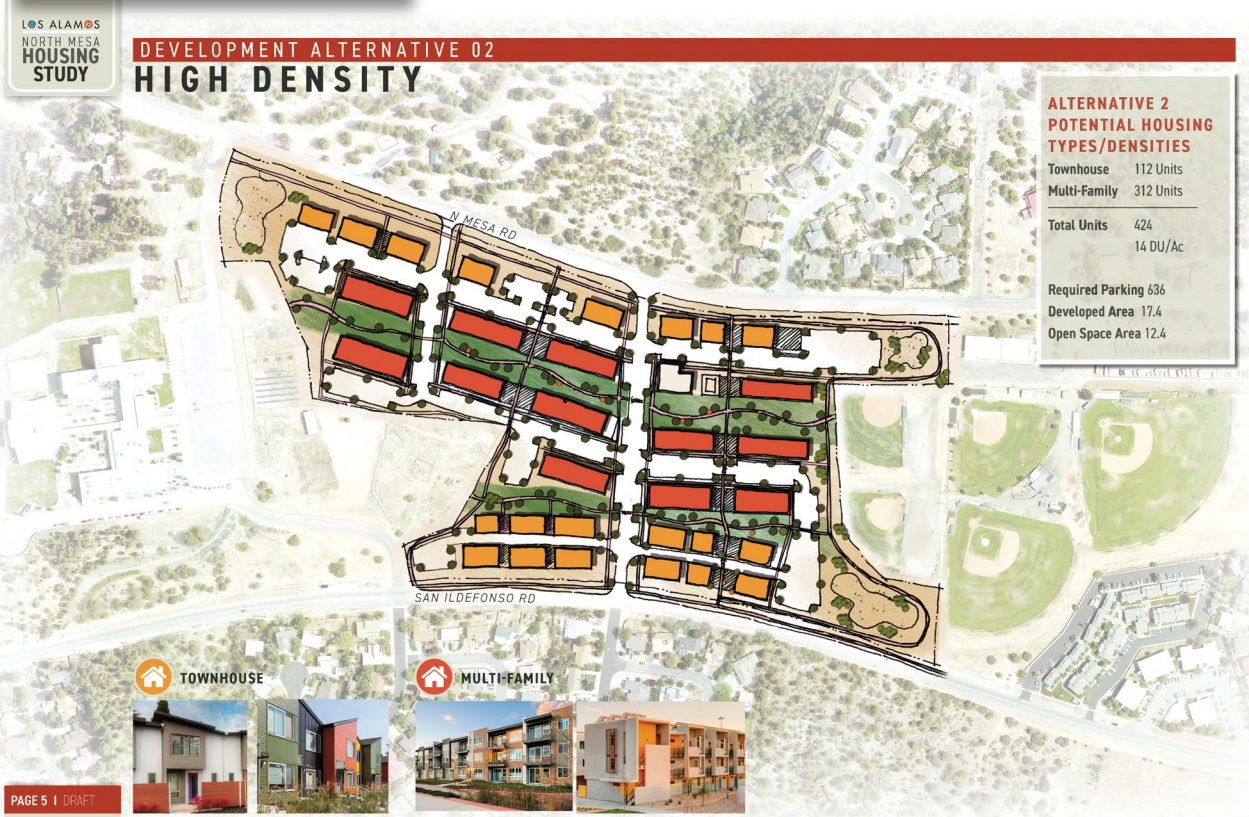 LOS ALAMOS
NORTH MESA
HOUSING
STUDY
DEVELOPMENT ALTERNATIVE 02
HIGH DENSITY
ALTERNATIVE 2
POTENTIAL HOUSING
TYPES/DENSITIES
Townhouse 112 Units
Multi-Family 312 Units
Total Units 424
14 DU/Ac
Required Parking 636
Developed Area 17.4
Open Space Area 12.4
N MESA RD
SAN ILDEFONSO RD
TOWNHOUSE
MULTI-FAMILY
PAGE 5 | DRAFT